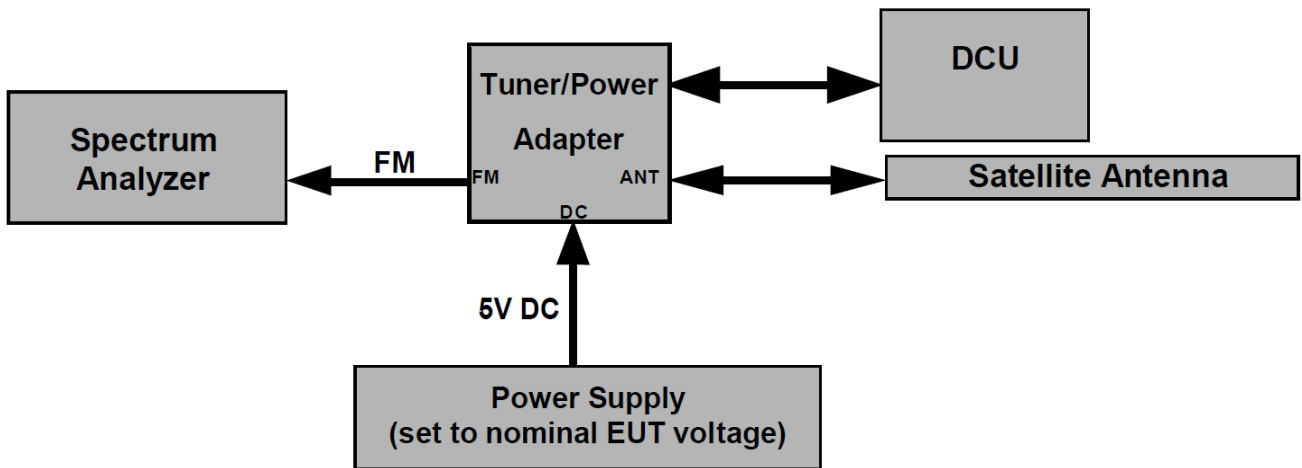 Spectrum
Analyzer
FM
Tuner/Power
Adapter
FM
ANT
DC
DCU
Satellite Antenna
5V DC
Power Supply
(set to nominal EUT voltage)